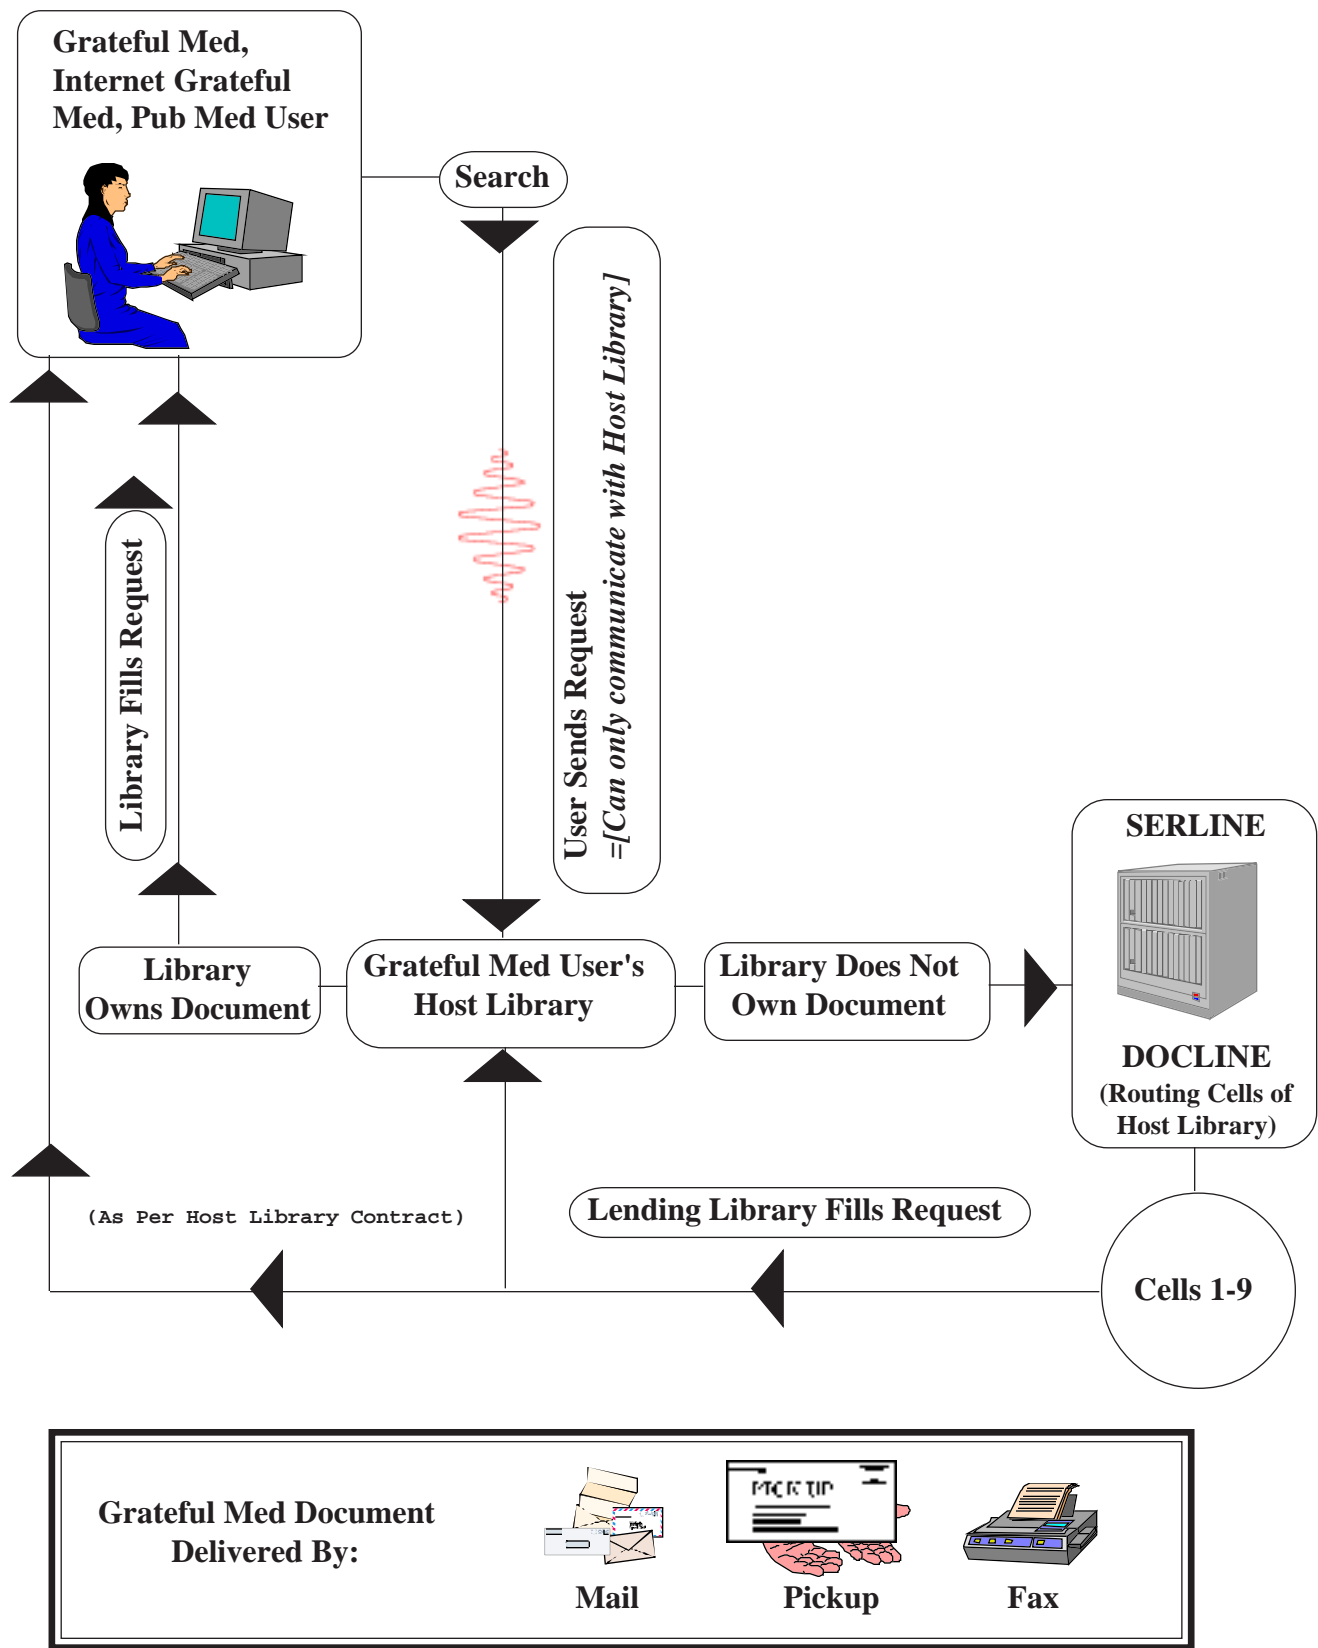 Grateful Med,
Internet Grateful
Med, Pub Med User
Search
User Sends Request
=[Can only communicate with Host Library]
Library Fills Request
Library
Owns Document
Grateful Med User's
Host Library
Library Does Not
Own Document
SERLINE
DOCLINE
(Routing Cells of
Host Library)
(As Per Host Library Contract)
Lending Library Fills Request
Cells 1-9
Grateful Med Document
Delivered By:
Mail
Pickup
Fax